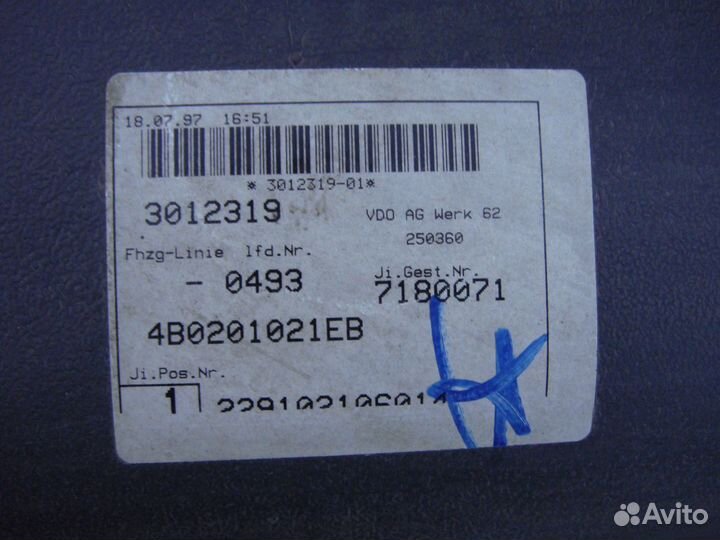 18.07.97 16:51
* 3012319-01*
3012319
VDO AG Werk 62
250360
Fhzg-Linie lfd.Nr.
- 0493
Ji.Gest.Nr.
7180071
4B0201021EB
Ji.Pos.Nr.
1
Avito